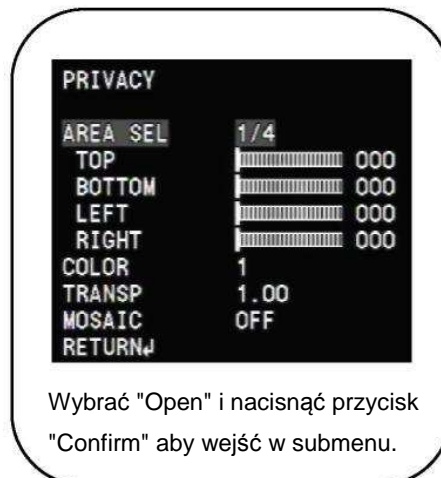 PRIVACY
AREA SEL 1/4
TOP 000
BOTTOM 000
LEFT 000
RIGHT 000
COLOR 1
TRANSP 1.00
MOSAIC OFF
RETURN↵
Wybrać "Open" i nacisnąć przycisk
"Confirm" aby wejść w submenu.